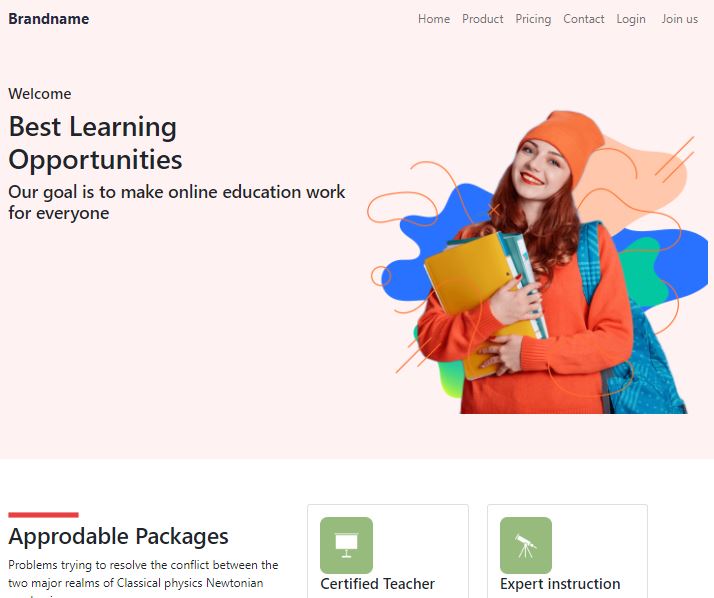 Brandname
Home Product Pricing Contact Login Join us
Welcome
Best Learning
Opportunities
Our goal is to make online education work
for everyone
Approdable Packages
Problems trying to resolve the conflict between the
two major realms of Classical physics Newtonian
Certified Teacher
Expert instruction